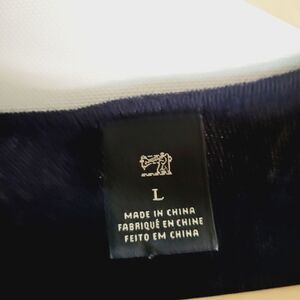 L
MADE IN CHINA
FABRIQUÉ EN CHINE
FEITO EM CHINA